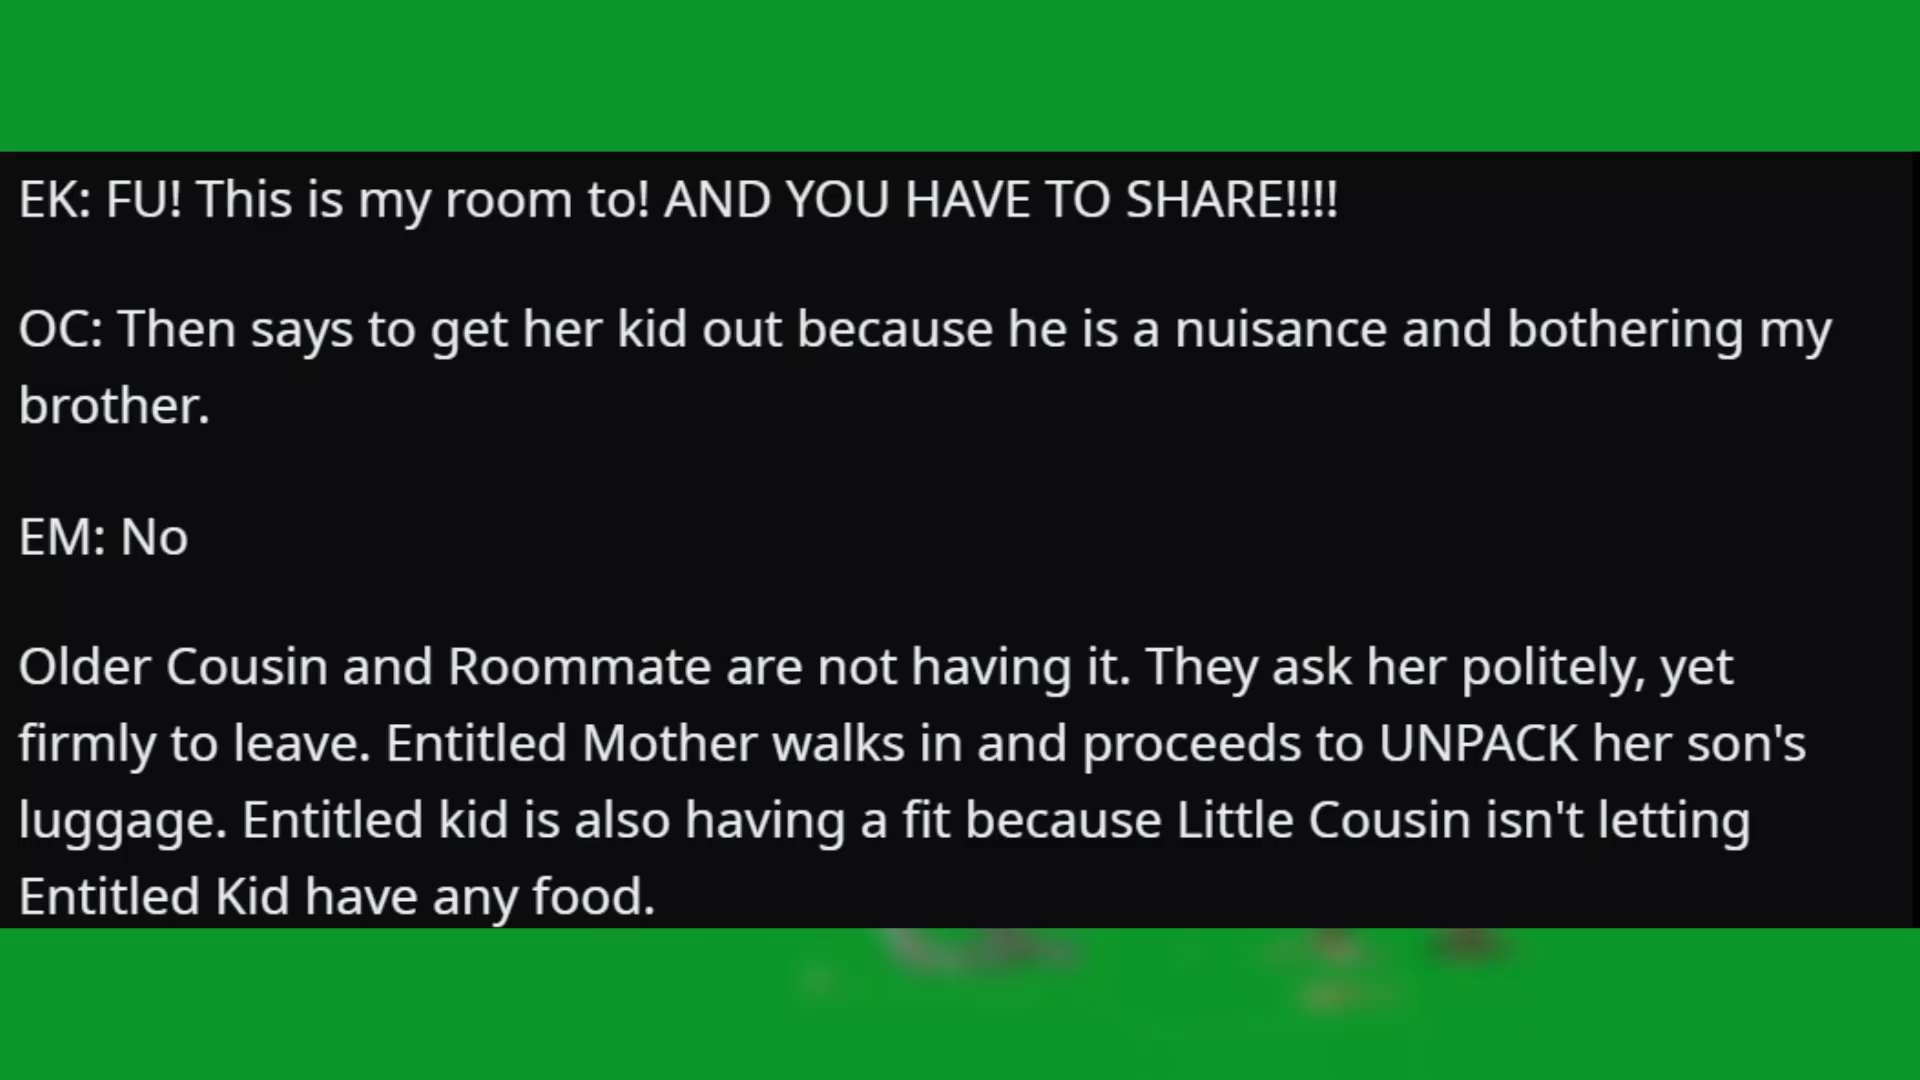 EK: FU! This is my room to! AND YOU HAVE TO SHARE!!!!
OC: Then says to get her kid out because he is a nuisance and bothering my
brother.
EM: No
Older Cousin and Roommate are not having it. They ask her politely, yet
firmly to leave. Entitled Mother walks in and proceeds to UNPACK her son's
luggage. Entitled kid is also having a fit because Little Cousin isn't letting
Entitled Kid have any food.